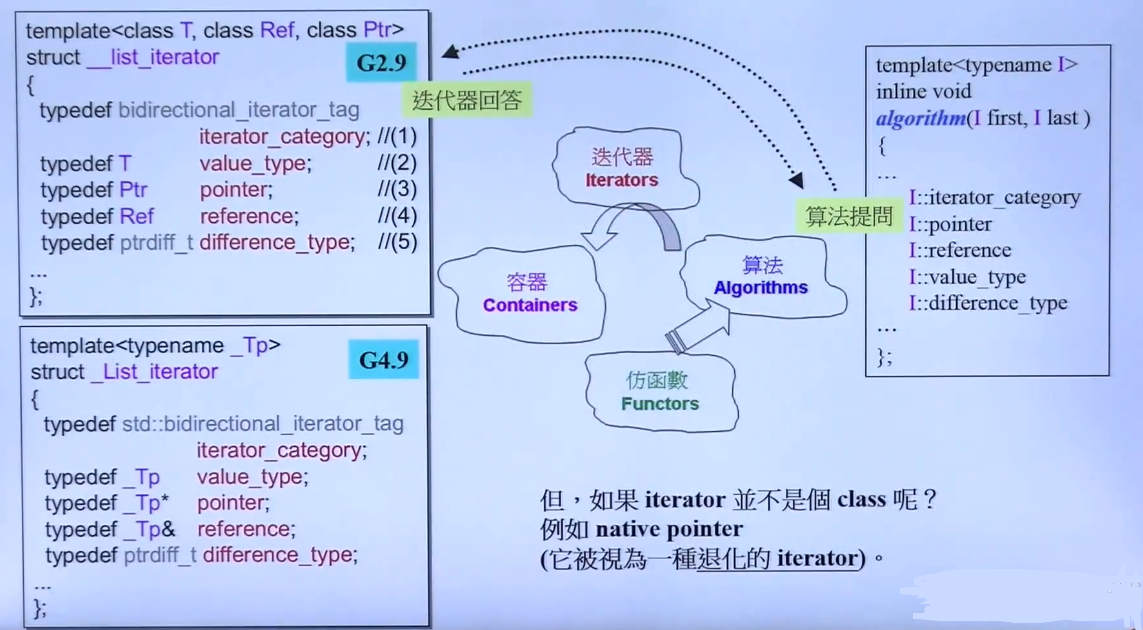 template<class T, class Ref, class Ptr>
struct __list_iterator
G2.9
{
typedef bidirectional_iterator_tag
iterator_category; //(1)
typedef T value_type; //(2)
typedef Ptr pointer; //(3)
typedef Ref reference; //(4)
typedef ptrdiff_t difference_type; //(5)
...
};
template<typename _Tp>
struct _List_iterator
G4.9
{
typedef std::bidirectional_iterator_tag
iterator_category;
typedef _Tp value_type;
typedef _Tp* pointer;
typedef _Tp& reference;
typedef ptrdiff_t difference_type;
...
};
迭代器回答
迭代器
Iterators
容器
Containers
算法
Algorithms
仿函數
Functors
算法提問
template<typename I>
inline void
algorithm(I first, I last )
{
...
I::iterator_category
I::pointer
I::reference
I::value_type
I::difference_type
...
};
但，如果 iterator 並不是個 class 呢？
例如 native pointer
(它被視為一種退化的 iterator)。